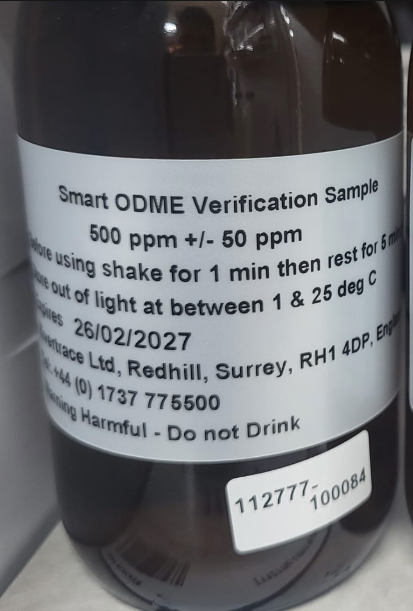 Smart ODME Verification Sample
500 ppm +/- 50 ppm
before using shake for 1 min then rest for 5 min
out of light at between 1 & 25 deg C
26/02/2027
Ltd, Redhill, Surrey, RH1 4DP,
+44 (0) 1737 775500
Harmful - Do not Drink
112777-
100084